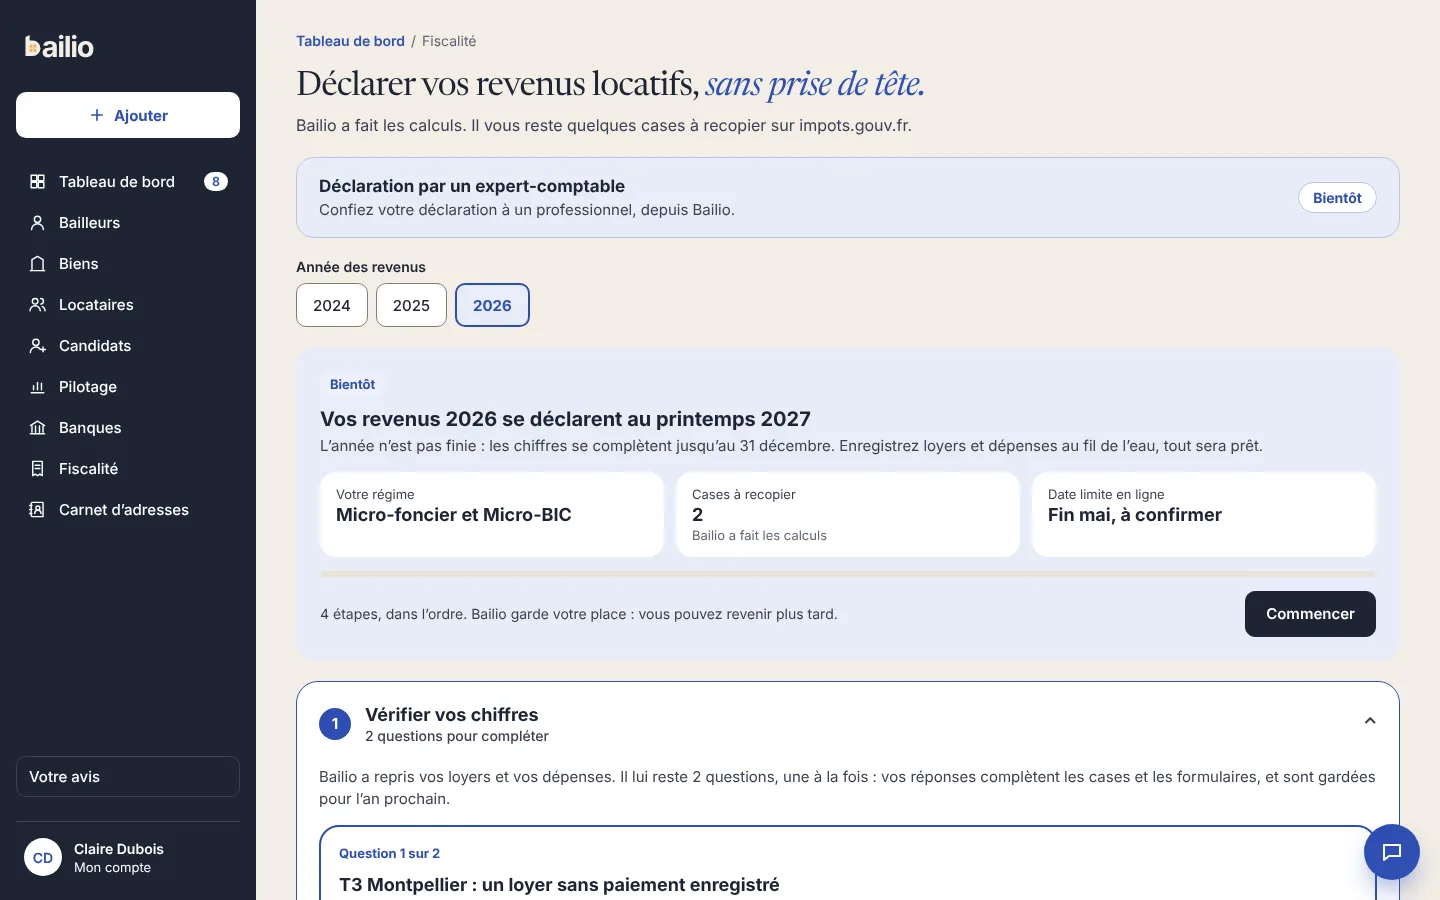 bailio
Ajouter
Tableau de bord 8
Bailleurs
Biens
Locataires
Candidats
Pilotage
Banques
Fiscalité
Carnet d’adresses
Votre avis
CD
Claire Dubois
Mon compte
Tableau de bord / Fiscalité
Déclarer vos revenus locatifs, sans prise de tête.
Bailio a fait les calculs. Il vous reste quelques cases à recopier sur impots.gouv.fr.
Déclaration par un expert-comptable
Confiez votre déclaration à un professionnel, depuis Bailio.
Bientôt
Année des revenus
2024 2025 2026
Bientôt
Vos revenus 2026 se déclarent au printemps 2027
L’année n’est pas finie : les chiffres se complètent jusqu’au 31 décembre. Enregistrez loyers et dépenses au fil de l’eau, tout sera prêt.
Votre régime
Micro-foncier et Micro-BIC
Cases à recopier
2
Bailio a fait les calculs
Date limite en ligne
Fin mai, à confirmer
4 étapes, dans l’ordre. Bailio garde votre place : vous pouvez revenir plus tard.
Commencer
1
Vérifier vos chiffres
2 questions pour compléter
Bailio a repris vos loyers et vos dépenses. Il lui reste 2 questions, une à la fois : vos réponses complètent les cases et les formulaires, et sont gardées
pour l’an prochain.
Question 1 sur 2
T3 Montpellier : un loyer sans paiement enregistré